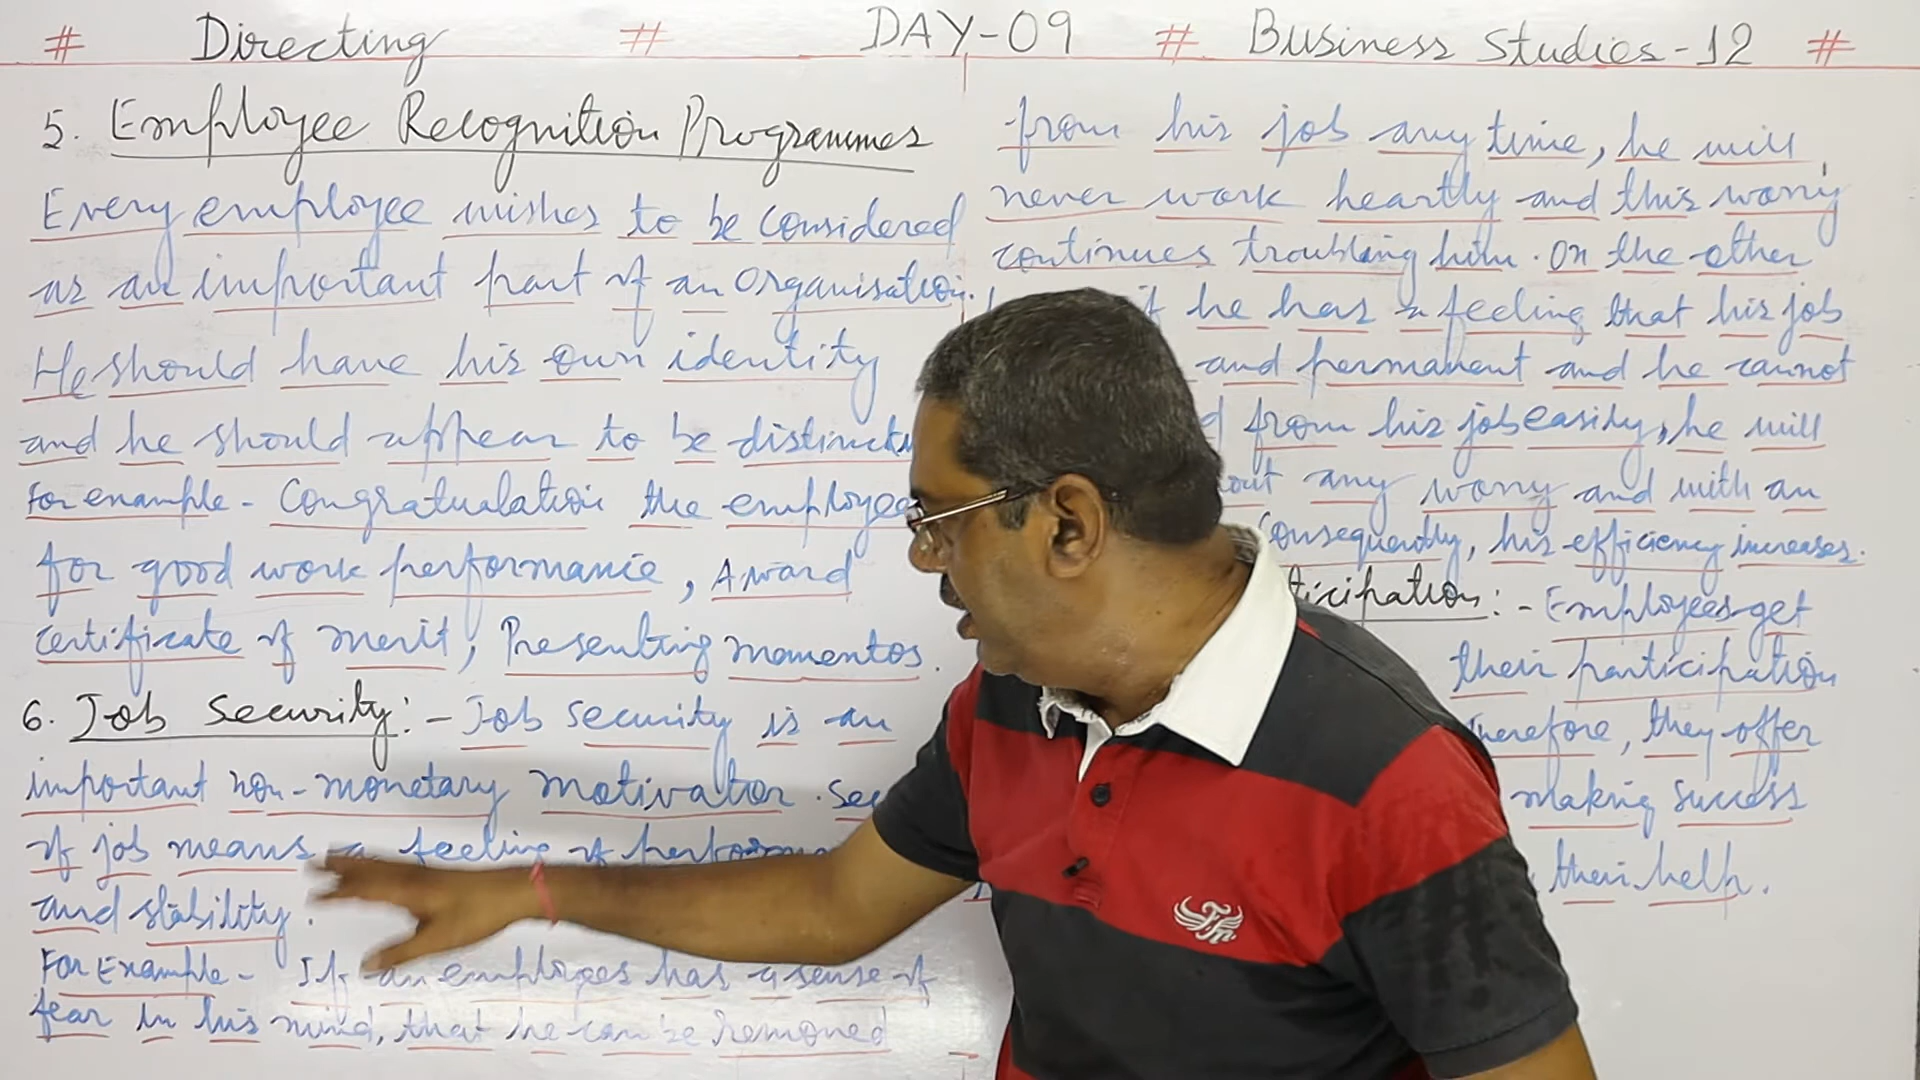 # Directing # DAY-09 # Business Studies-12 #
5. Employee Recognition Programmes
Every employee wishes to be considered
as an important part of an organisation.
He should have his own identity
and he should appear to be distinct
For example - Congratualation the employee
for good work performance, Award
certificate of merit, Presenting momentos.
6. Job Security:- Job security is an
important non-monetary motivator. Sec
of job means a feeling of
and stability.
For Example - If an employees has a sense of
fear in his mind, that he can be removed
from his job any time, he will
never work heartly and this worry
continues troubling him. On the other
if he has a feeling that his job
and permanent and he cannot
from his job easily, he will
out any worry and with an
Consequently, his efficiency increases.
ticipation:- Employees get
their participation
Therefore, they offer
making success
their help.